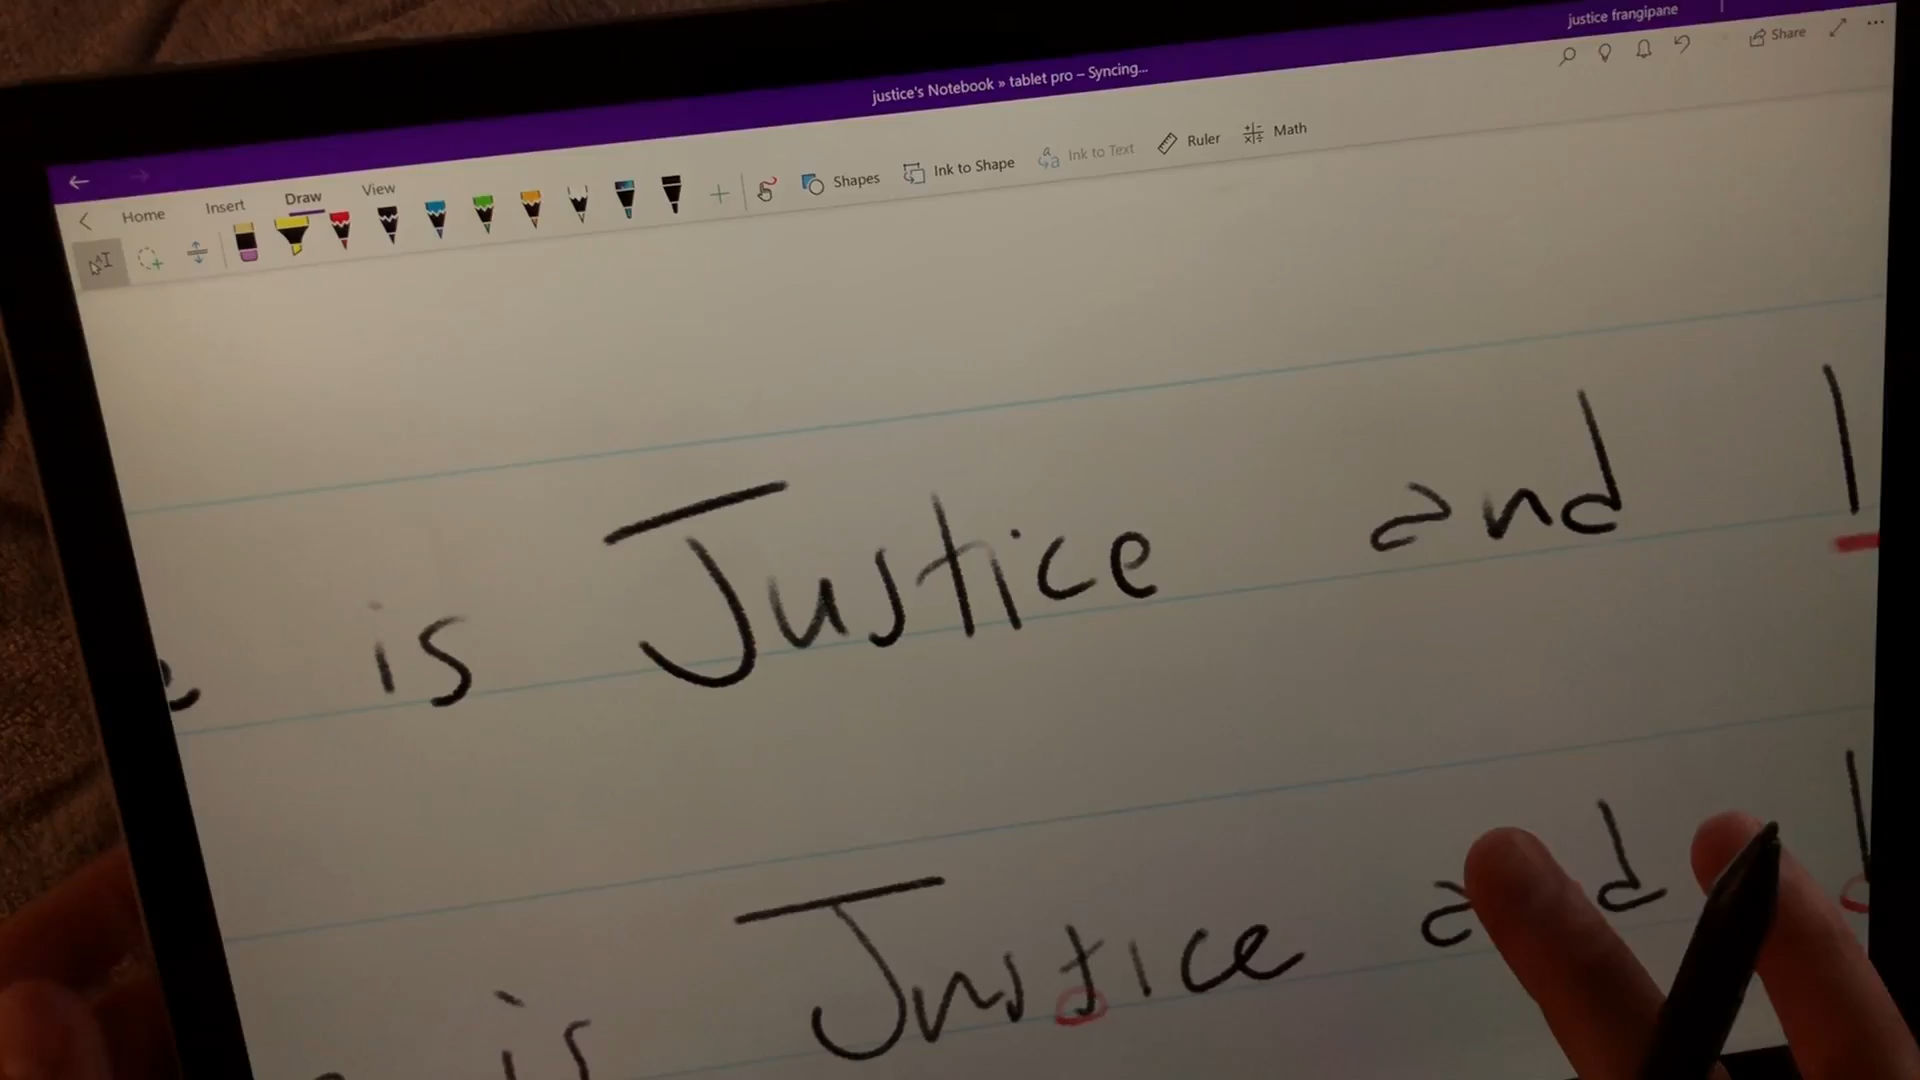 justice frangipane
justice's Notebook » tablet pro – Syncing...
Share
Home Insert Draw View
Shapes Ink to Shape Ink to Text Ruler Math
is Justice and I
is Justice and